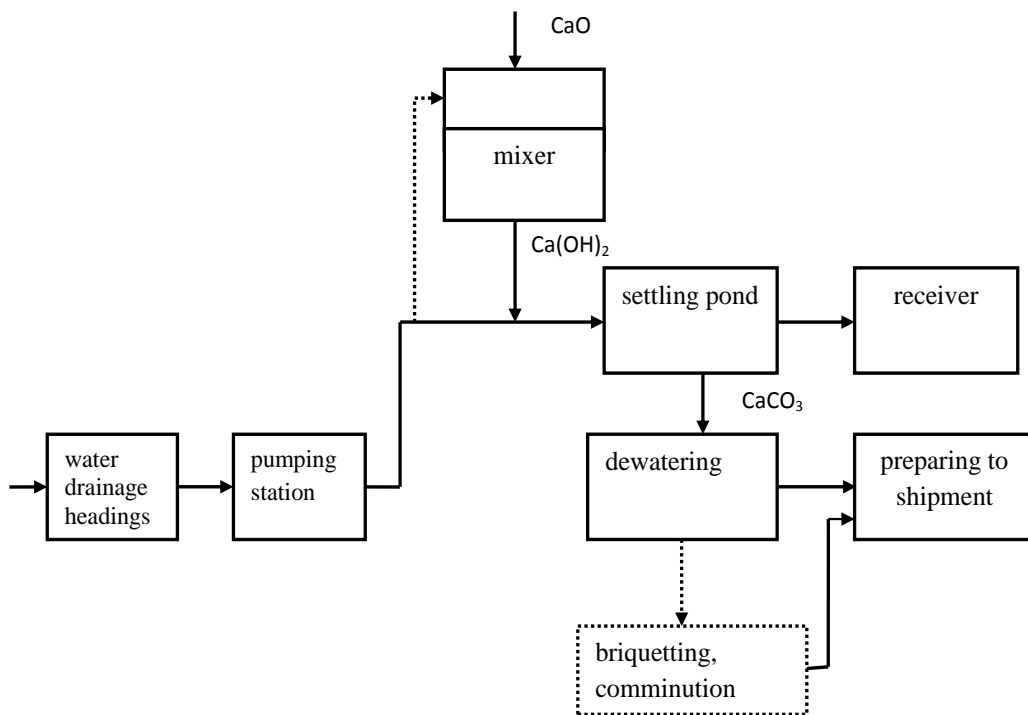 CaO
mixer
Ca(OH)₂
settling pond
receiver
CaCO₃
water
drainage
headings
pumping
station
dewatering
preparing to
shipment
briquetting,
comminution